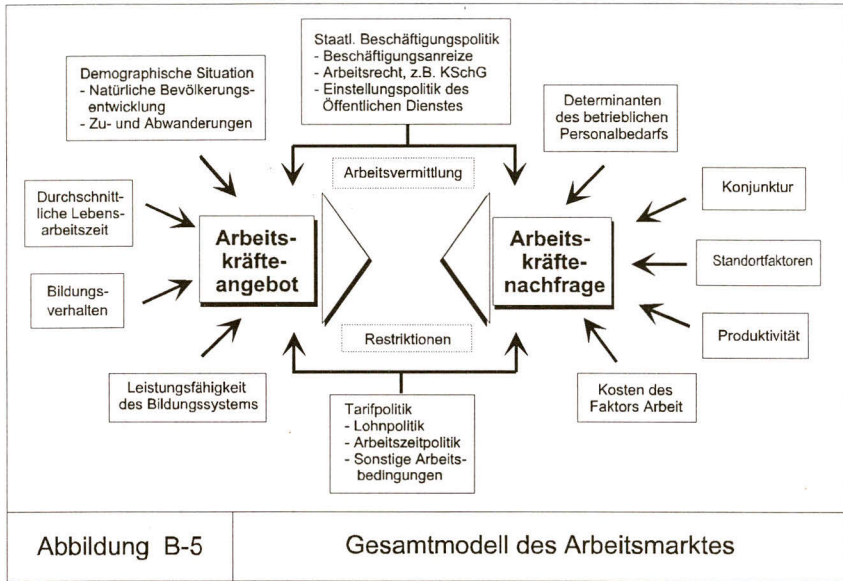 Staatl. Beschäftigungspolitik
- Beschäftigungsanreize
- Arbeitsrecht, z.B. KSchG
- Einstellungspolitik des
Öffentlichen Dienstes
Demographische Situation
- Natürliche Bevölkerungs-
entwicklung
- Zu- und Abwanderungen
Determinanten
des betrieblichen
Personalbedarfs
Arbeitsvermittlung
Durchschnitt-
liche Lebens-
arbeitszeit
Konjunktur
Arbeits-
kräfte-
angebot
Arbeits-
kräfte-
nachfrage
Standortfaktoren
Bildungs-
verhalten
Restriktionen
Produktivität
Leistungsfähigkeit
des Bildungssystems
Kosten des
Faktors Arbeit
Tarifpolitik
- Lohnpolitik
- Arbeitszeitpolitik
- Sonstige Arbeits-
bedingungen
Abbildung B-5
Gesamtmodell des Arbeitsmarktes